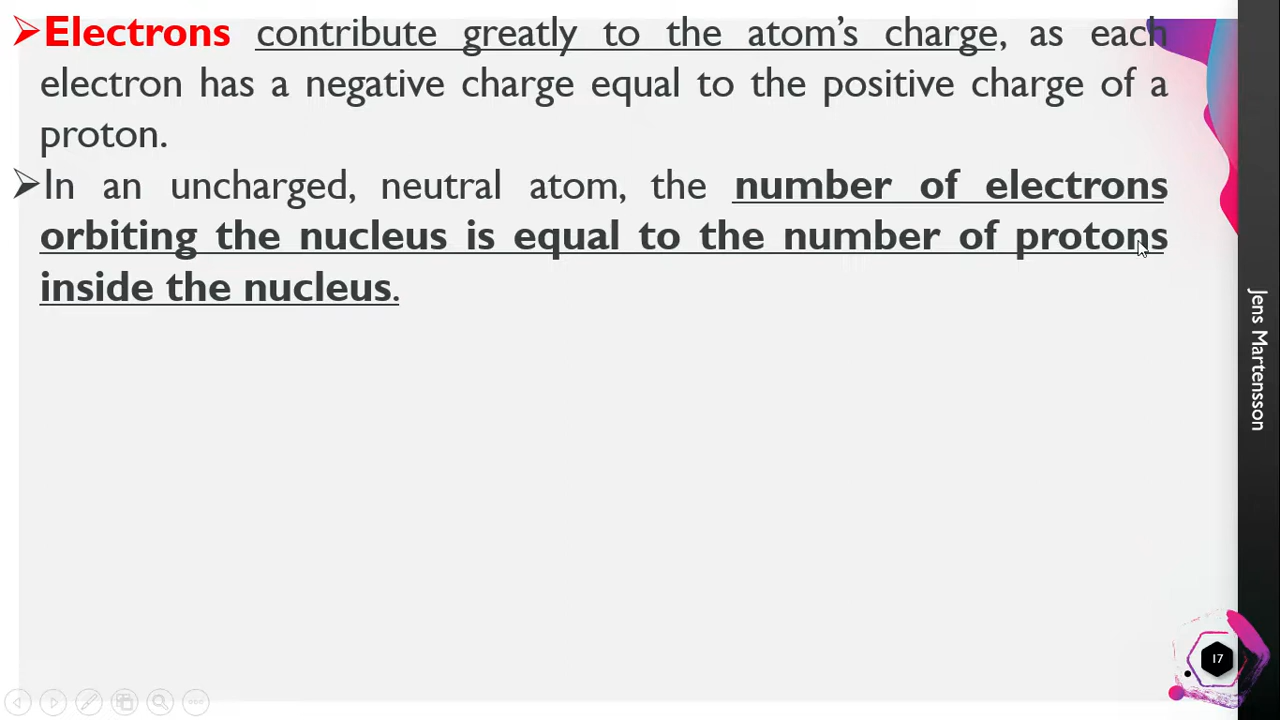 ➢Electrons contribute greatly to the atom’s charge, as each
electron has a negative charge equal to the positive charge of a
proton.
➢In an uncharged, neutral atom, the number of electrons
orbiting the nucleus is equal to the number of protons
inside the nucleus.
Jens Martensson
17